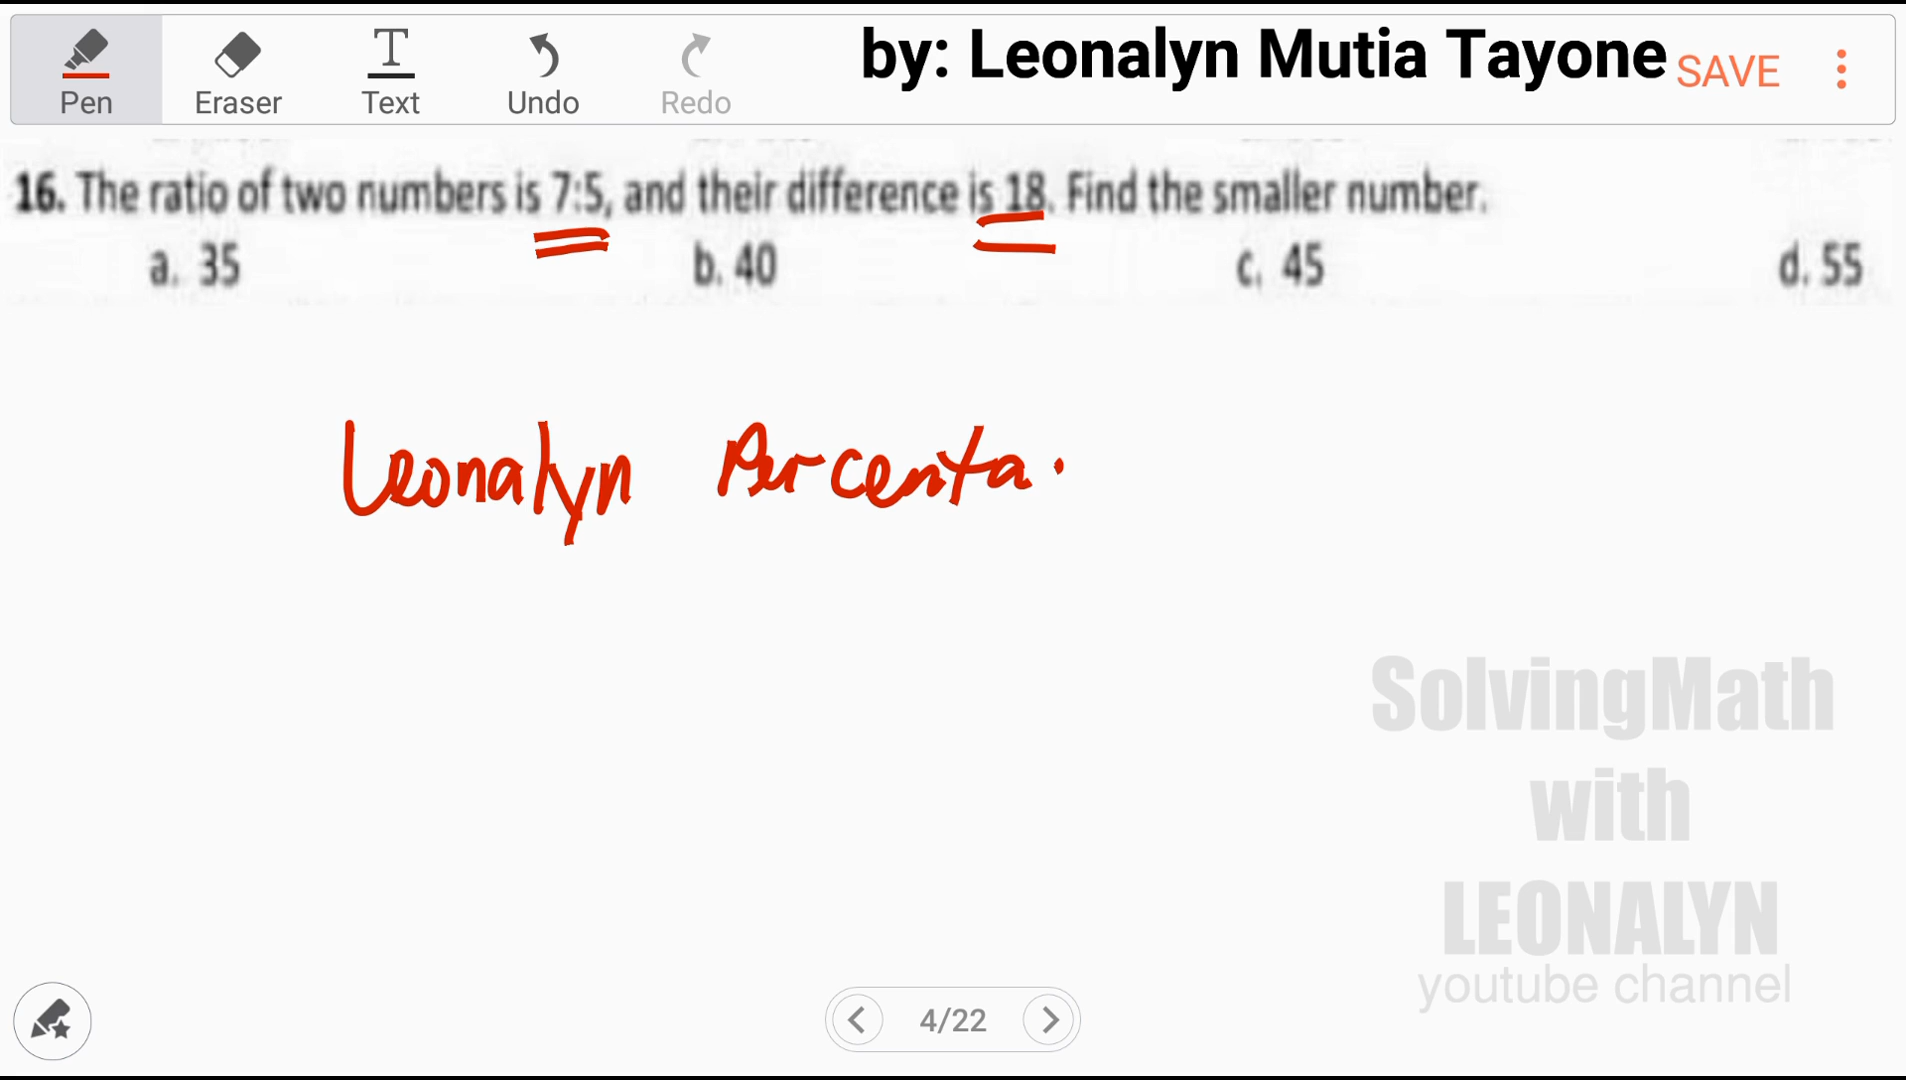 by: Leonalyn Mutia Tayone
Pen Eraser Text Undo Redo SAVE
16. The ratio of two numbers is 7:5, and their difference is 18. Find the smaller number.
a. 35 b. 40 c. 45 d. 55
Leonalyn Percenta.
SolvingMath
with
LEONALYN
youtube channel
4/22